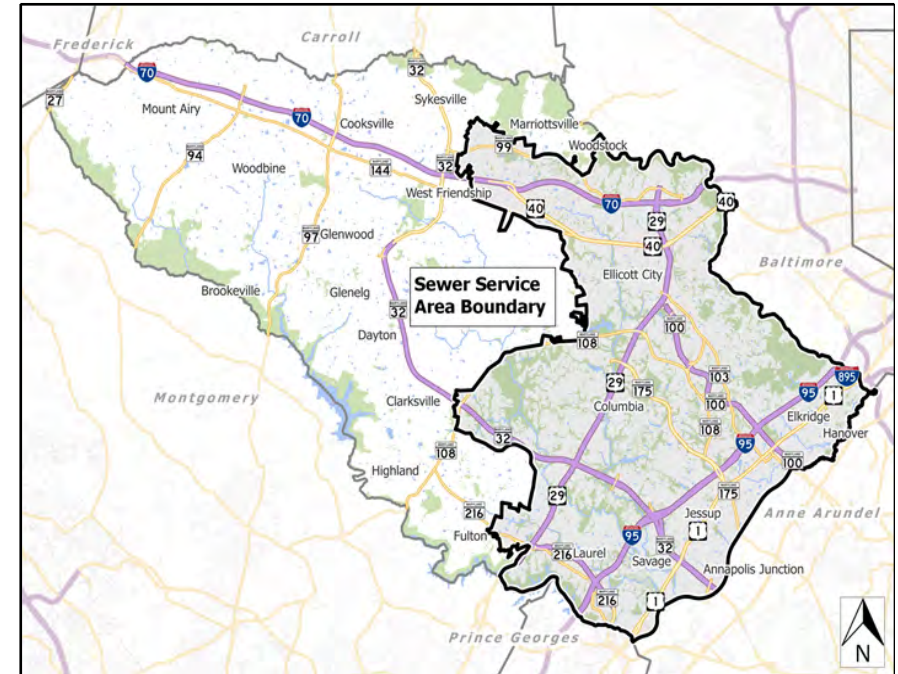 Frederick
Carroll
70
32
27
Mount Airy
Sykesville
70
Cooksville
Marriottsville
99
Woodstock
94
Woodbine
144
32
West Friendship
70
40
40
29
97
Glenwood
40
Baltimore
Ellicott City
Sewer Service
Area Boundary
Brookeville
Glenelg
32
100
Dayton
108
29
175
103
895
95
Montgomery
Columbia
100
1
Clarksville
Elkridge
108
Hanover
32
95
108
100
Highland
29
175
216
Jessup
Anne Arundel
Fulton
95
1
32
216
Laurel
Savage
Annapolis Junction
216
1
Prince Georges
N